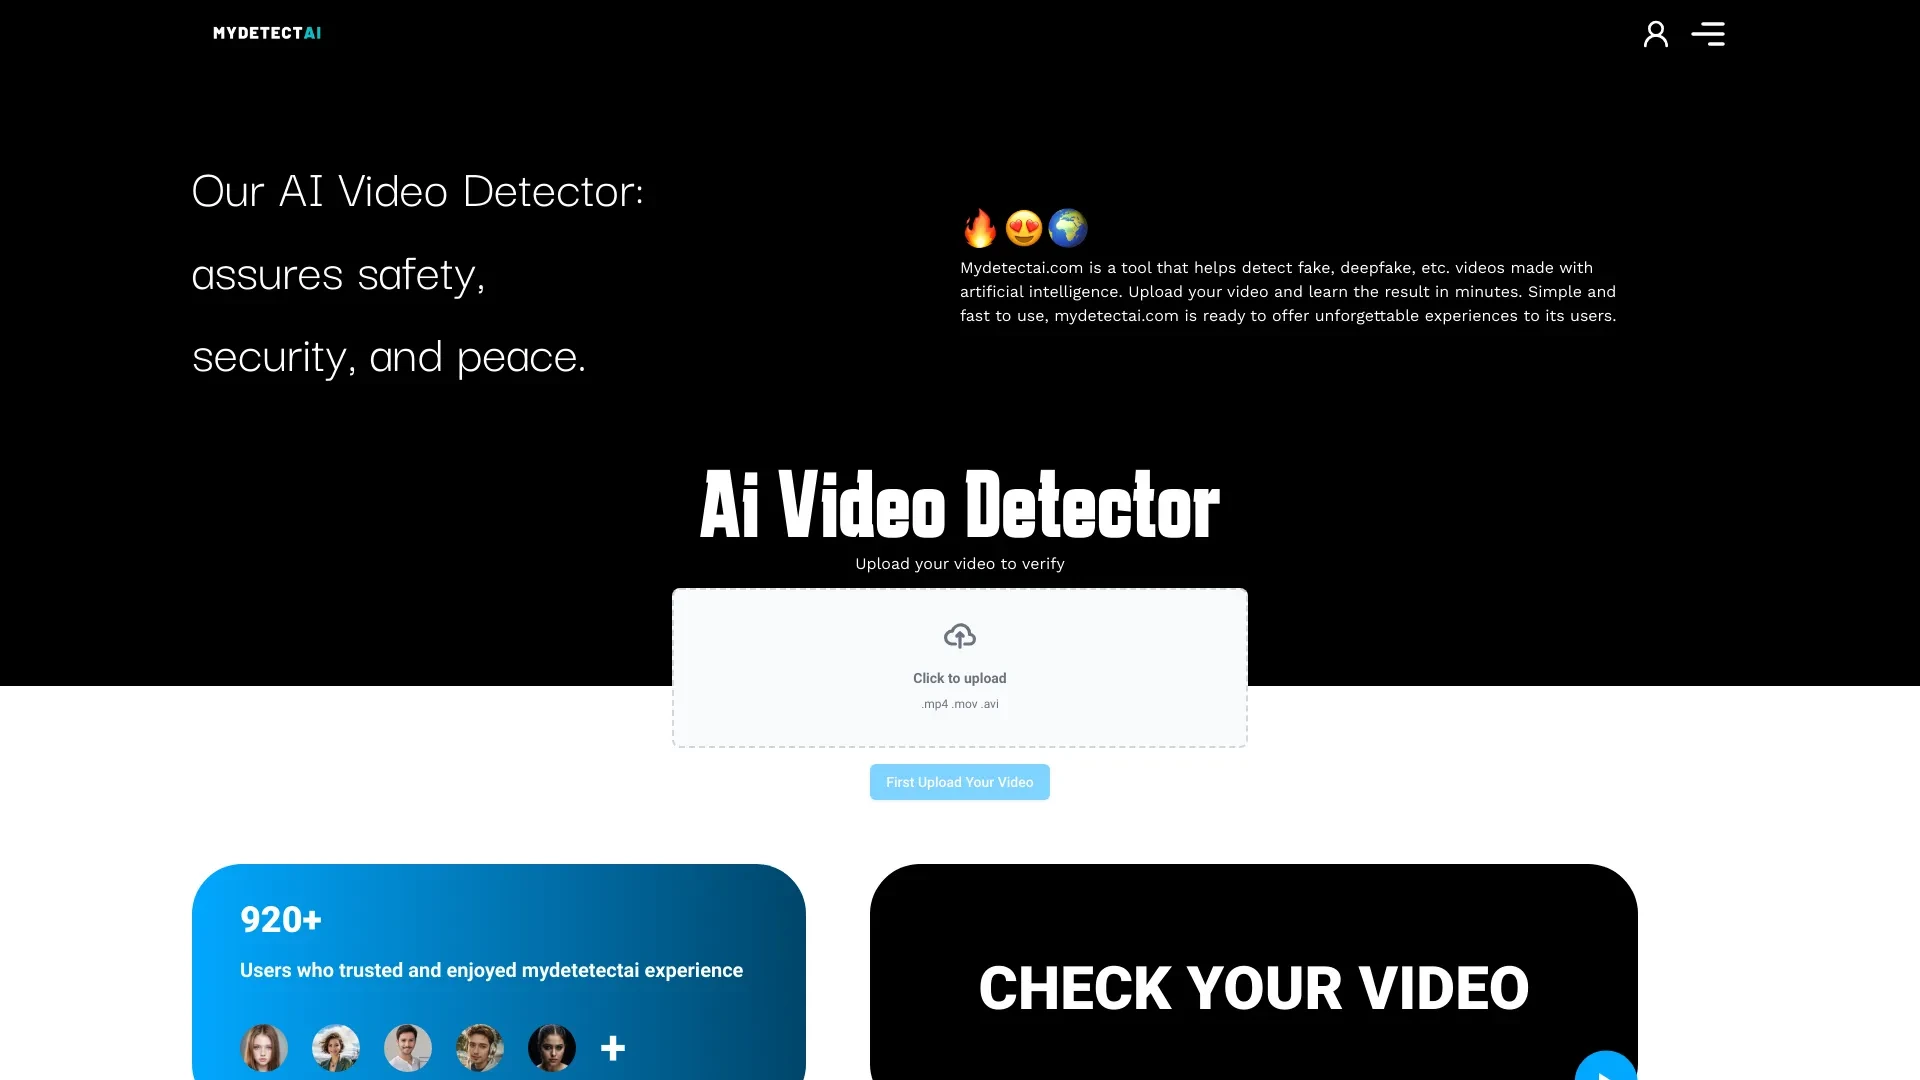 MYDETECTAI
Our AI Video Detector:
assures safety,
security, and peace.
Mydetectai.com is a tool that helps detect fake, deepfake, etc. videos made with
artificial intelligence. Upload your video and learn the result in minutes. Simple and
fast to use, mydetectai.com is ready to offer unforgettable experiences to its users.
Ai Video Detector
Upload your video to verify
Click to upload
.mp4 .mov .avi
First Upload Your Video
920+
Users who trusted and enjoyed mydetetectai experience
+
CHECK YOUR VIDEO